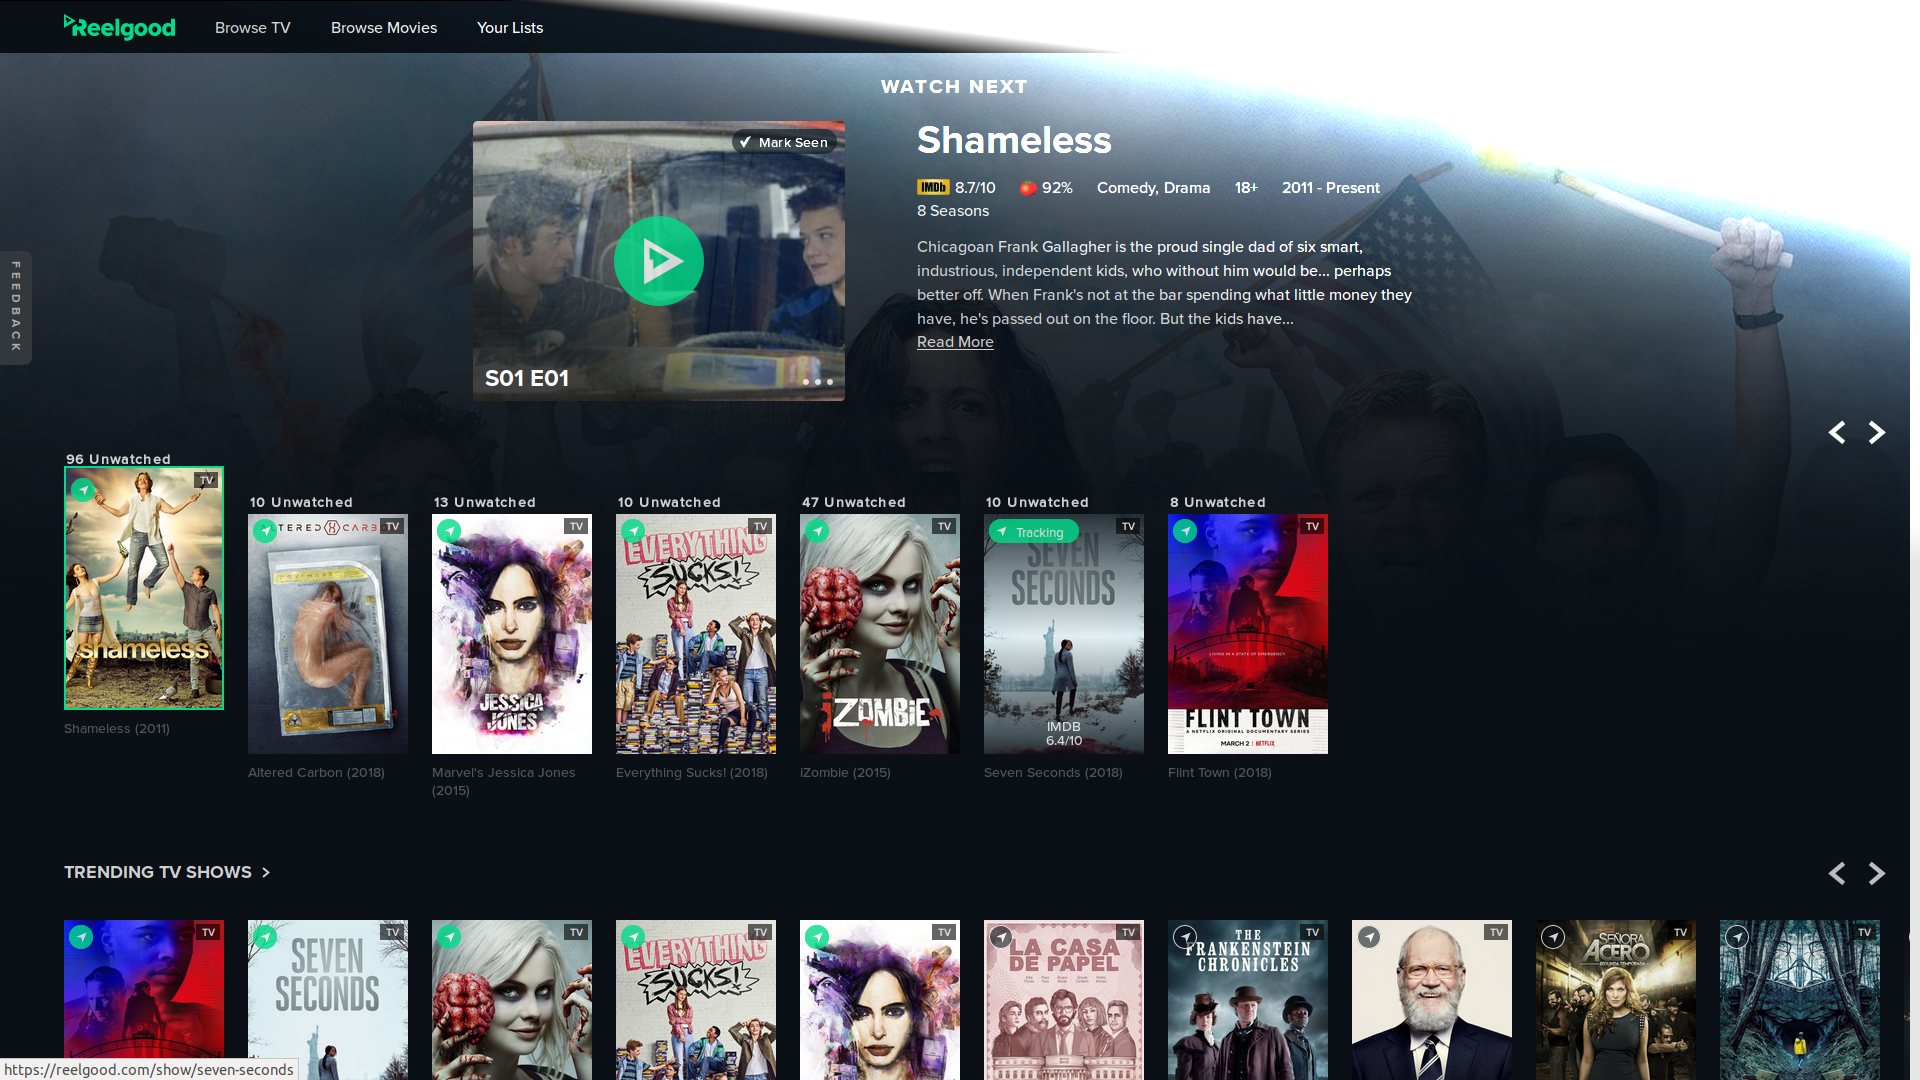 Reelgood
Browse TV
Browse Movies
Your Lists
WATCH NEXT
Mark Seen
S01 E01
Shameless
IMDb 8.7/10 92% Comedy, Drama 18+ 2011 - Present
8 Seasons
Chicagoan Frank Gallagher is the proud single dad of six smart,
industrious, independent kids, who without him would be... perhaps
better off. When Frank's not at the bar spending what little money they
have, he's passed out on the floor. But the kids have...
Read More
FEEDBACK
96 Unwatched
TV
shameless
Shameless (2011)
10 Unwatched
ALTERED CARBO
TV
Altered Carbon (2018)
13 Unwatched
TV
JESSICA
JONES
Marvel's Jessica Jones
(2015)
10 Unwatched
TV
EVERYTHING
SUCKS!
Everything Sucks! (2018)
47 Unwatched
TV
iZOMBiE
iZombie (2015)
10 Unwatched
Tracking
TV
SEVEN
SECONDS
IMDB
6.4/10
Seven Seconds (2018)
8 Unwatched
TV
LIVING IN A STATE OF EMERGENCY
FLINT TOWN
A NETFLIX ORIGINAL DOCUMENTARY SERIES
MARCH 2 | NETFLIX
Flint Town (2018)
TRENDING TV SHOWS >
TV
TV
SEVEN
SECONDS
TV
TV
EVERYTHING
SUCKS!
TV
TV
LA CASA
DE PAPEL
TV
THE
FRANKENSTEIN
CHRONICLES
TV
TV
SEÑORA
ACERO
SEGUNDA TEMPORADA
TV
https://reelgood.com/show/seven-seconds